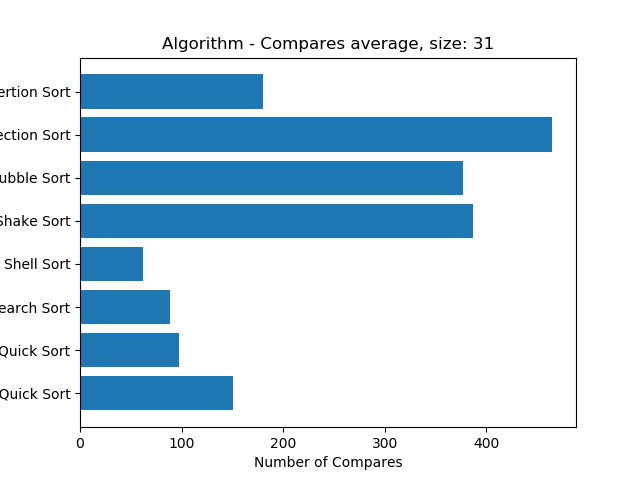 Algorithm - Compares average, size: 31
ertion Sort
ection Sort
ubble Sort
Shake Sort
Shell Sort
earch Sort
Quick Sort
Quick Sort
0 100 200 300 400
Number of Compares